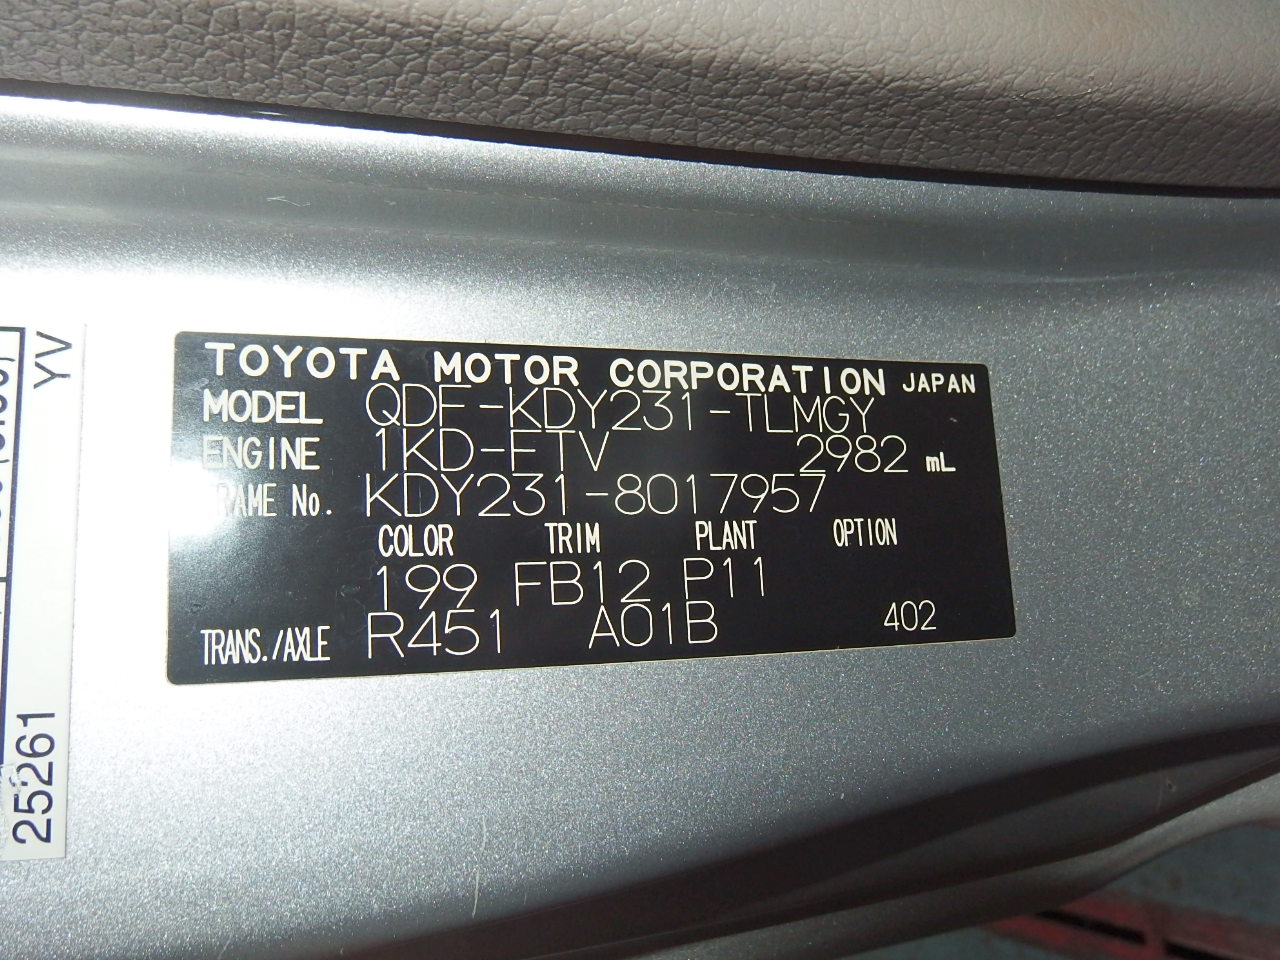 TOYOTA MOTOR CORPORATION JAPAN
MODEL QDF-KDY231-TLMGY
ENGINE 1KD-FTV 2982 mL
FRAME No. KDY231-8017957
COLOR TRIM PLANT OPTION
199 FB12 P11
TRANS./AXLE R451 A01B 402
YV
25261